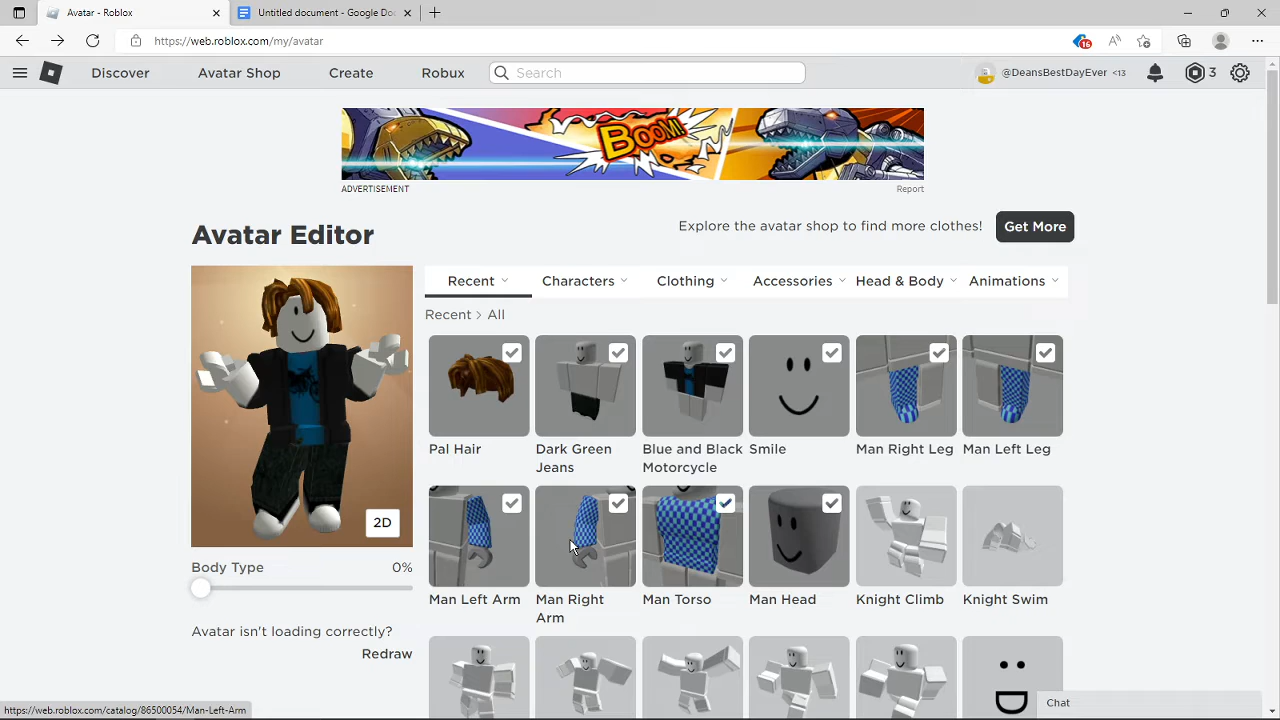 Avatar - Roblox
Untitled document - Google Doc
https://web.roblox.com/my/avatar
16
Discover
Avatar Shop
Create
Robux
Search
@DeansBestDayEver <13
3
BOOM!
ADVERTISEMENT
Report
Avatar Editor
Explore the avatar shop to find more clothes!
Get More
Recent
Characters
Clothing
Accessories
Head & Body
Animations
Recent > All
2D
Body Type 0%
Avatar isn't loading correctly?
Redraw
Pal Hair
Dark Green
Jeans
Blue and Black
Motorcycle
Smile
Man Right Leg
Man Left Leg
Man Left Arm
Man Right
Arm
Man Torso
Man Head
Knight Climb
Knight Swim
Chat
https://web.roblox.com/catalog/86500054/Man-Left-Arm